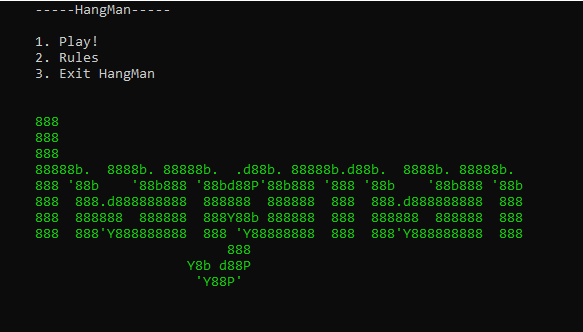 -----HangMan-----
1. Play!
2. Rules
3. Exit HangMan
888
888
888
88888b.  8888b. 88888b.  .d88b. 88888b.d88b.  8888b. 88888b.
888 '88b    '88b888 '88bd88P'88b888 '888 '88b    '88b888 '88b
888  888.d888888888  888888  888888  888  888.d888888888  888
888  888888  888888  888Y88b 888888  888  888888  888888  888
888  888'Y888888888  888 'Y88888888  888  888'Y888888888  888
                        888
                   Y8b d88P
                    'Y88P'